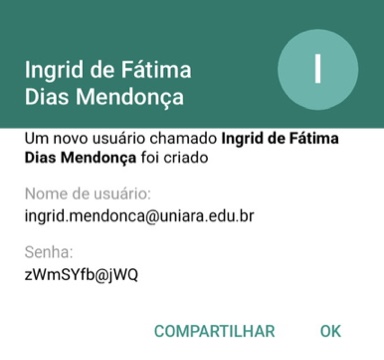 Ingrid de Fátima
Dias Mendonça
I
Um novo usuário chamado Ingrid de Fátima
Dias Mendonça foi criado
Nome de usuário:
ingrid.mendonca@uniara.edu.br
Senha:
zWmSYfb@jWQ
COMPARTILHAR OK